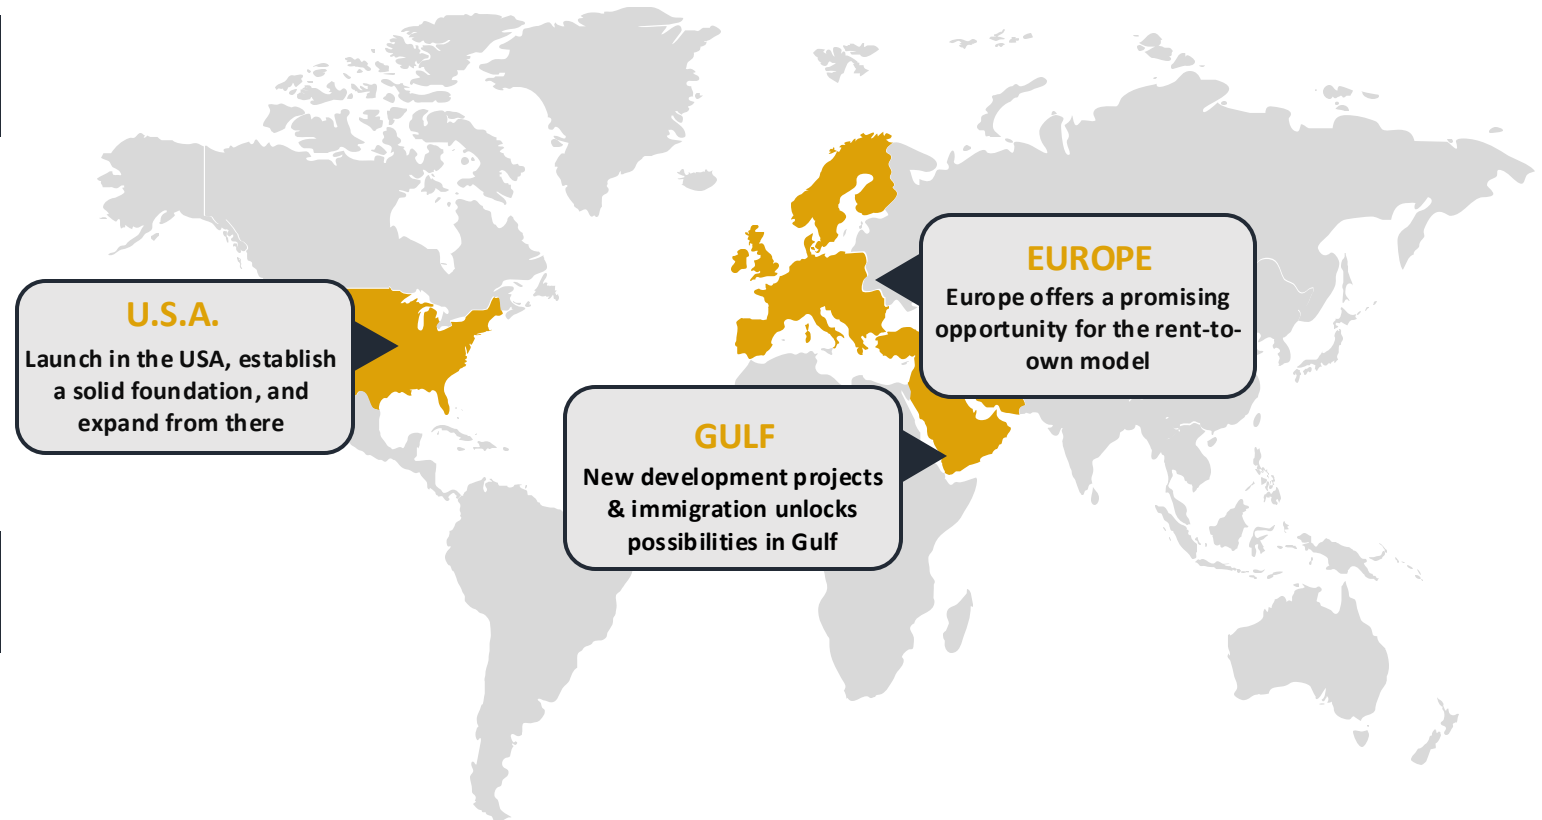 U.S.A.
Launch in the USA, establish
a solid foundation, and
expand from there
EUROPE
Europe offers a promising
opportunity for the rent-to-
own model
GULF
New development projects
& immigration unlocks
possibilities in Gulf